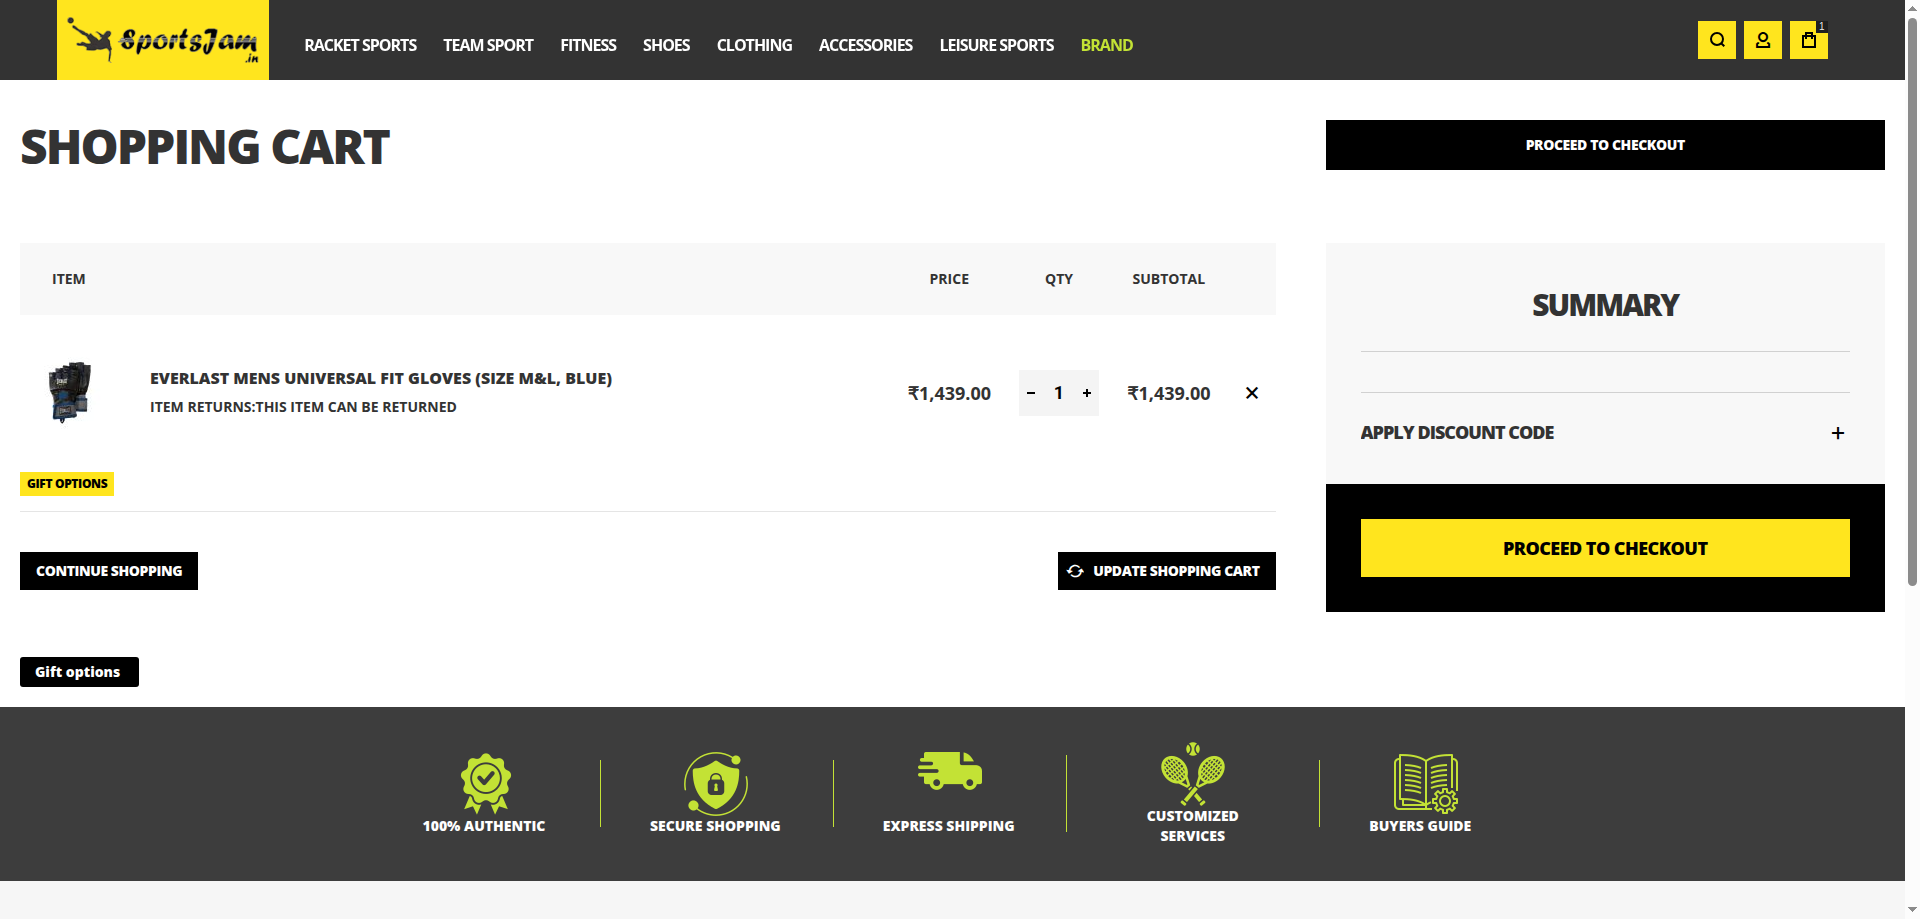 SportsJam
.in
RACKET SPORTS TEAM SPORT FITNESS SHOES CLOTHING ACCESSORIES LEISURE SPORTS BRAND
1
SHOPPING CART
PROCEED TO CHECKOUT
ITEM PRICE QTY SUBTOTAL
EVERLAST MENS UNIVERSAL FIT GLOVES (SIZE M&L, BLUE)
ITEM RETURNS:THIS ITEM CAN BE RETURNED
₹1,439.00 - 1 + ₹1,439.00
GIFT OPTIONS
CONTINUE SHOPPING
UPDATE SHOPPING CART
Gift options
SUMMARY
APPLY DISCOUNT CODE +
PROCEED TO CHECKOUT
100% AUTHENTIC
SECURE SHOPPING
EXPRESS SHIPPING
CUSTOMIZED
SERVICES
BUYERS GUIDE